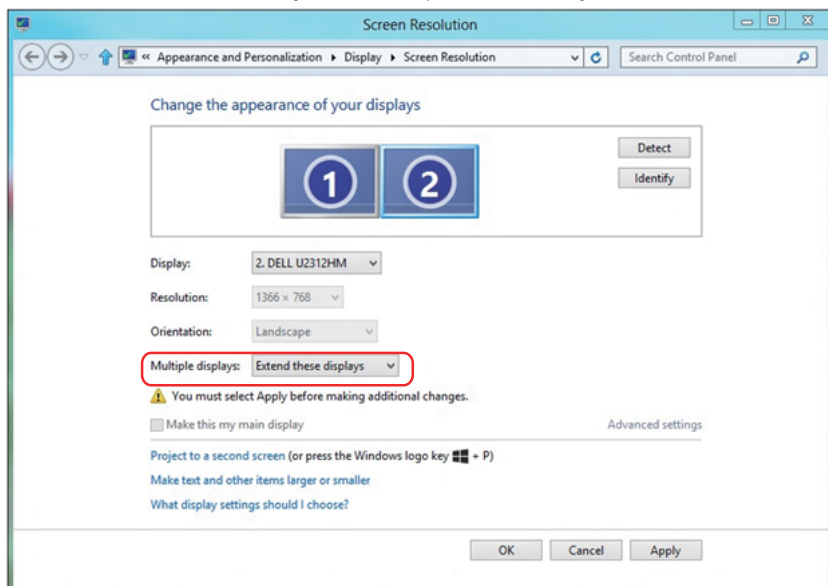 Screen Resolution
« Appearance and Personalization ▸ Display ▸ Screen Resolution
Search Control Panel
Change the appearance of your displays
1
2
Detect
Identify
Display: 2. DELL U2312HM
Resolution: 1366 × 768
Orientation: Landscape
Multiple displays: Extend these displays
You must select Apply before making additional changes.
Make this my main display Advanced settings
Project to a second screen (or press the Windows logo key + P)
Make text and other items larger or smaller
What display settings should I choose?
OK Cancel Apply